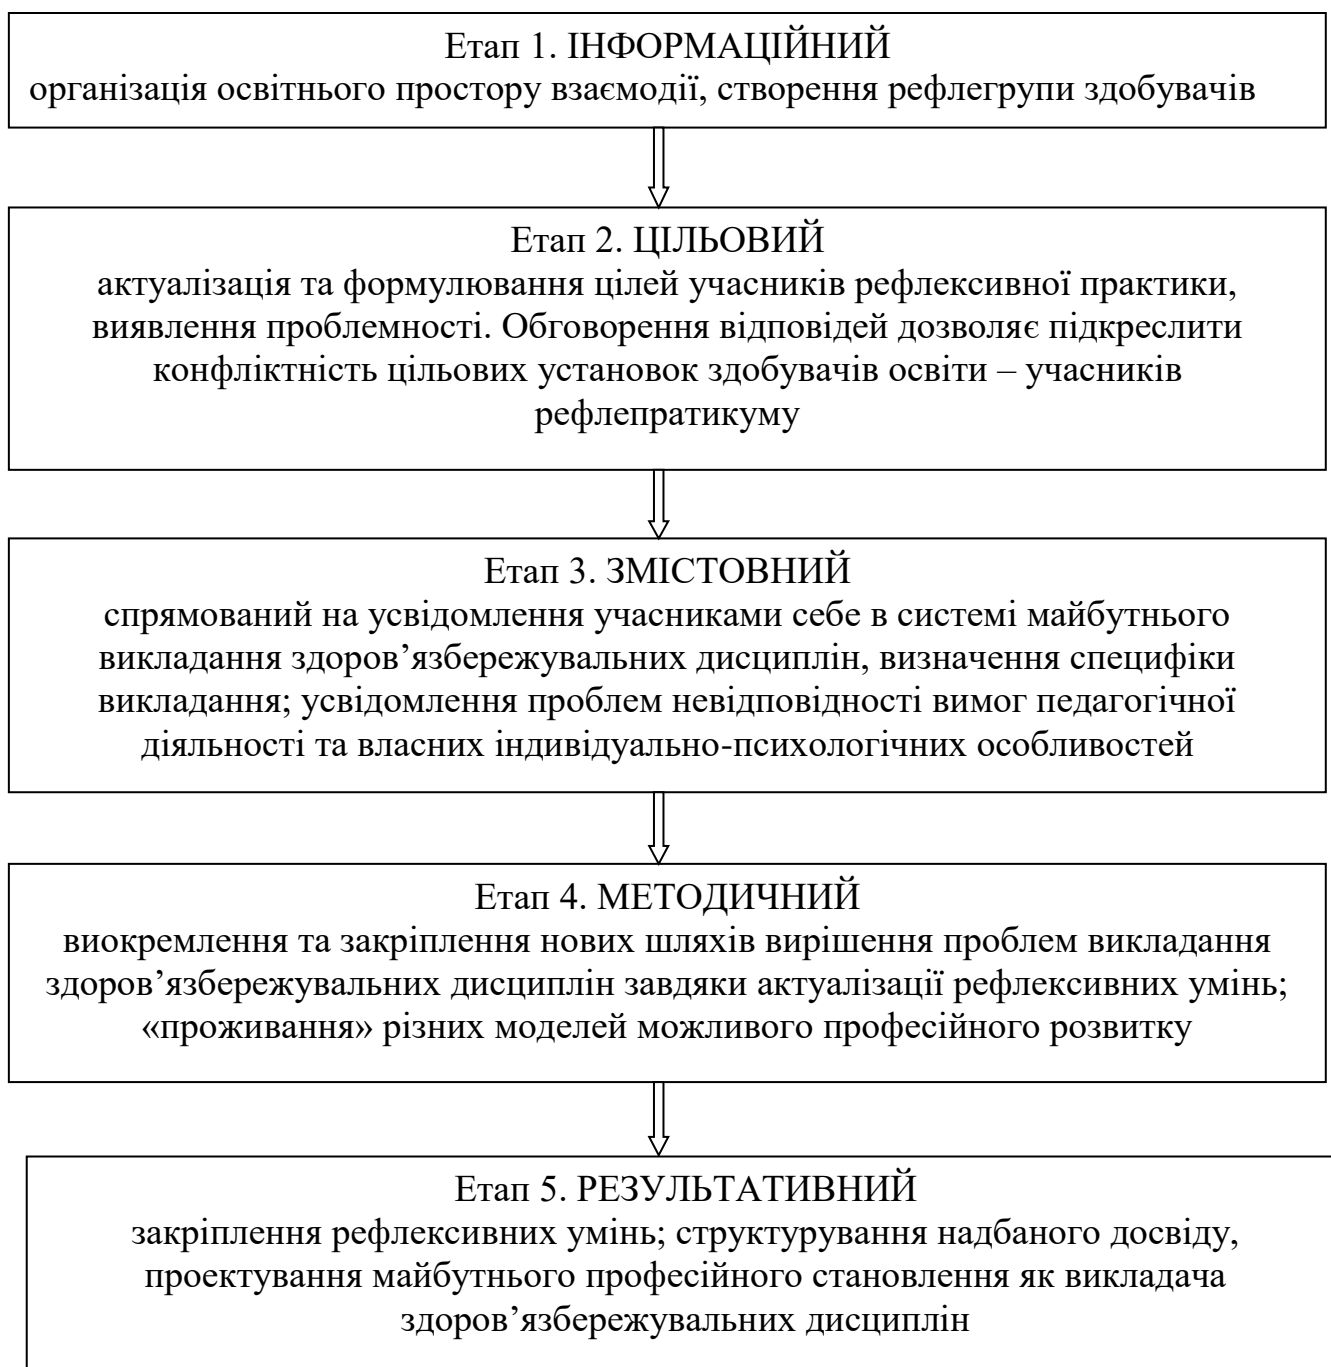 Етап 1. ІНФОРМАЦІЙНИЙ
організація освітнього простору взаємодії, створення рефлегрупи здобувачів
Етап 2. ЦІЛЬОВИЙ
актуалізація та формулювання цілей учасників рефлексивної практики,
виявлення проблемності. Обговорення відповідей дозволяє підкреслити
конфліктність цільових установок здобувачів освіти – учасників
рефлепратикуму
Етап 3. ЗМІСТОВНИЙ
спрямований на усвідомлення учасниками себе в системі майбутнього
викладання здоров’язбережувальних дисциплін, визначення специфіки
викладання; усвідомлення проблем невідповідності вимог педагогічної
діяльності та власних індивідуально-психологічних особливостей
Етап 4. МЕТОДИЧНИЙ
виокремлення та закріплення нових шляхів вирішення проблем викладання
здоров’язбережувальних дисциплін завдяки актуалізації рефлексивних умінь;
«проживання» різних моделей можливого професійного розвитку
Етап 5. РЕЗУЛЬТАТИВНИЙ
закріплення рефлексивних умінь; структурування надбаного досвіду,
проектування майбутнього професійного становлення як викладача
здоров’язбережувальних дисциплін